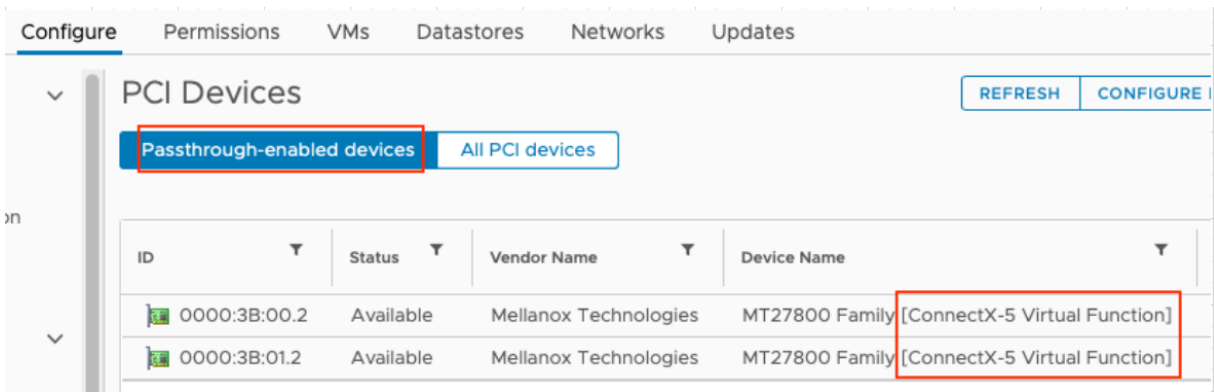 Configure Permissions VMs Datastores Networks Updates
PCI Devices
REFRESH CONFIGURE
Passthrough-enabled devices All PCI devices
on
ID Status Vendor Name Device Name
0000:3B:00.2 Available Mellanox Technologies MT27800 Family [ConnectX-5 Virtual Function]
0000:3B:01.2 Available Mellanox Technologies MT27800 Family [ConnectX-5 Virtual Function]